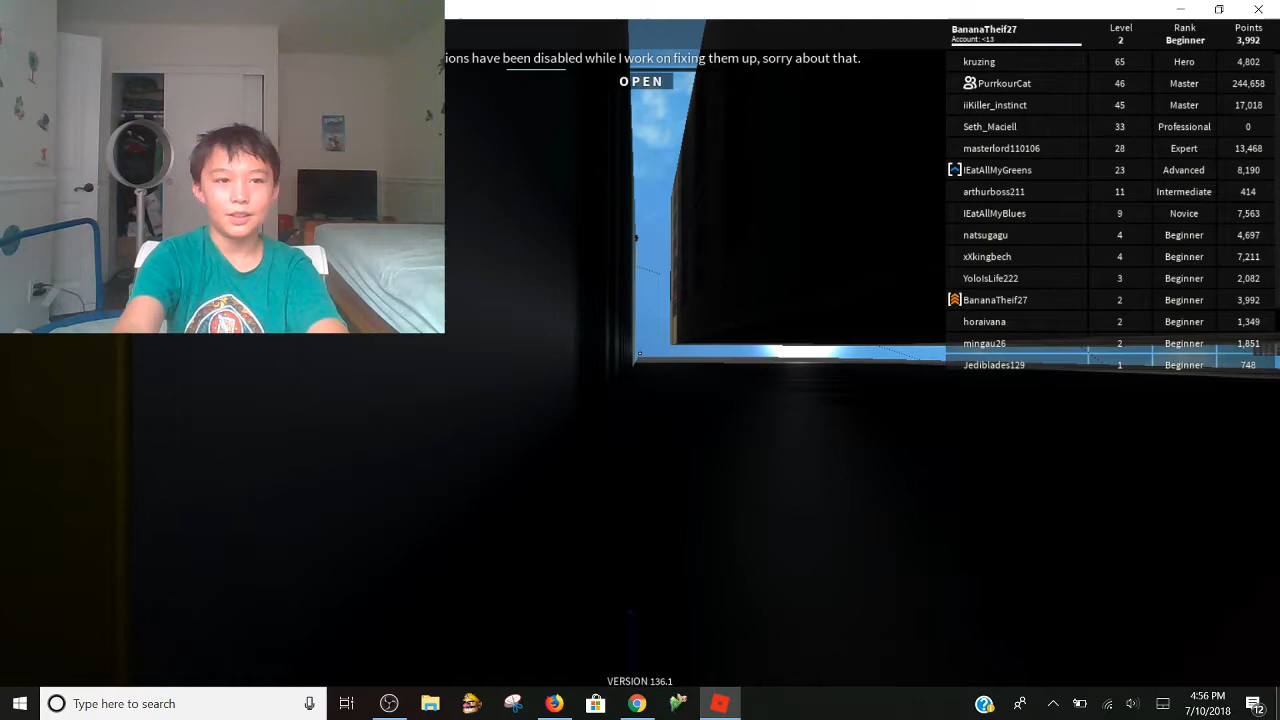 BananaTheif27 Level Rank Points
Account: <13 2 Beginner 3,992
ions have been disabled while I work on fixing them up, sorry about that.
OPEN
kruzing 65 Hero 4,802
PurrkourCat 46 Master 244,658
iiKiller_instinct 45 Master 17,018
Seth_Maciell 33 Professional 0
masterlord110106 28 Expert 13,468
IEatAllMyGreens 23 Advanced 8,190
arthurboss211 11 Intermediate 414
IEatAllMyBlues 9 Novice 7,563
natsugagu 4 Beginner 4,697
xXkingbech 4 Beginner 7,211
YoloIsLife222 3 Beginner 2,082
BananaTheif27 2 Beginner 3,992
horaivana 2 Beginner 1,349
mingau26 2 Beginner 1,851
Jediblades129 1 Beginner 748
VERSION 136.1
Type here to search
4:56 PM
7/10/2018